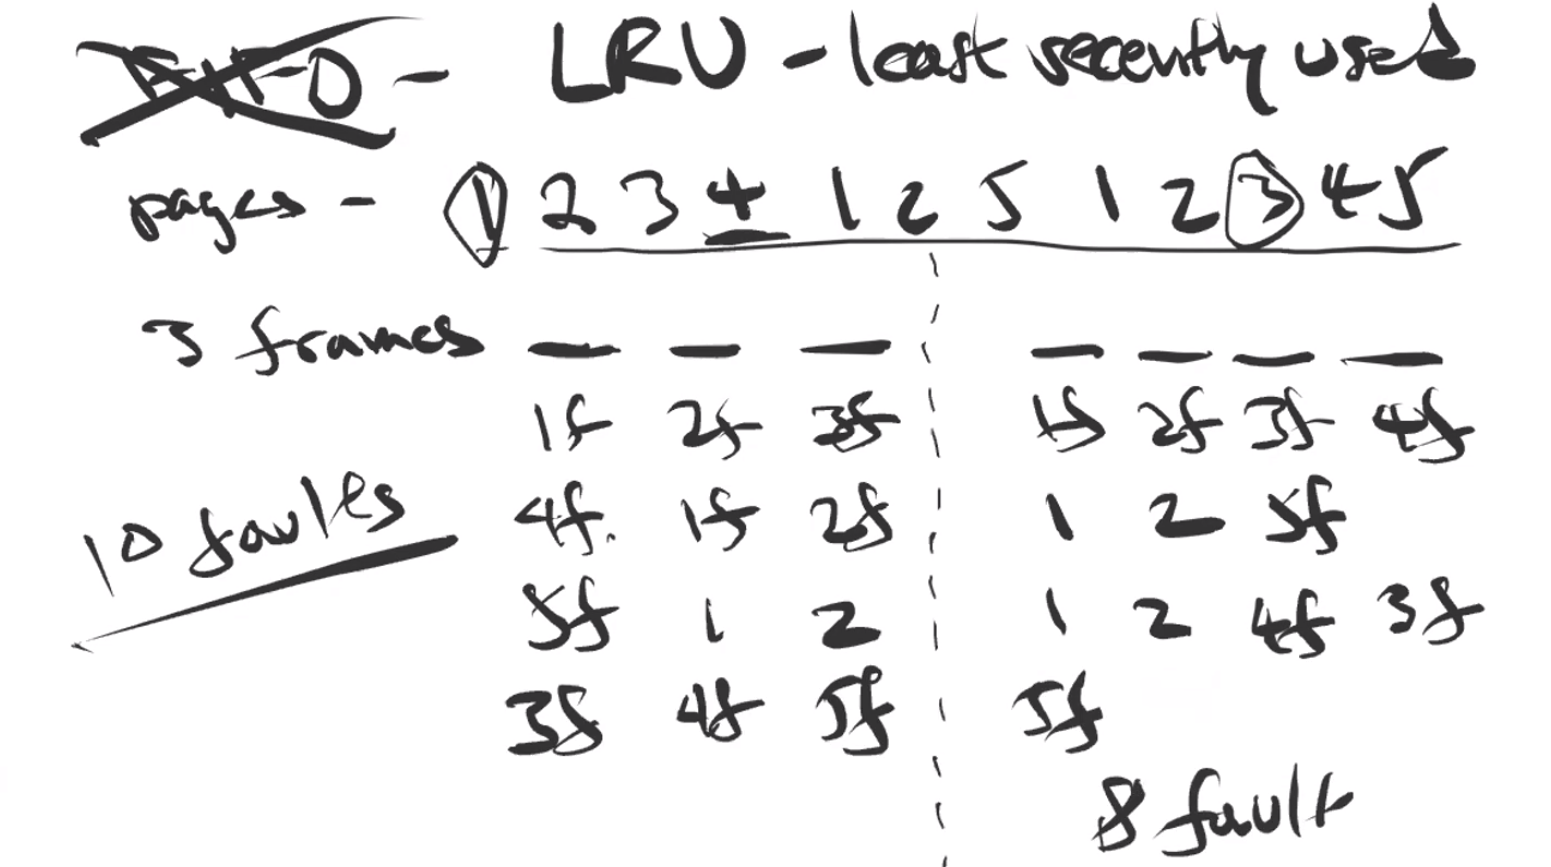 FIFO - LRU - least recently used
pages - 1 2 3 4 1 2 5 1 2 3 4 5
3 frames
1f 2f 3f 1f 2f 3f 4f
4f. 1f 2f 1 2 5f
10 faults
5f 1 2 1 2 4f 3f
3f 4f 5f 5f
8 fault